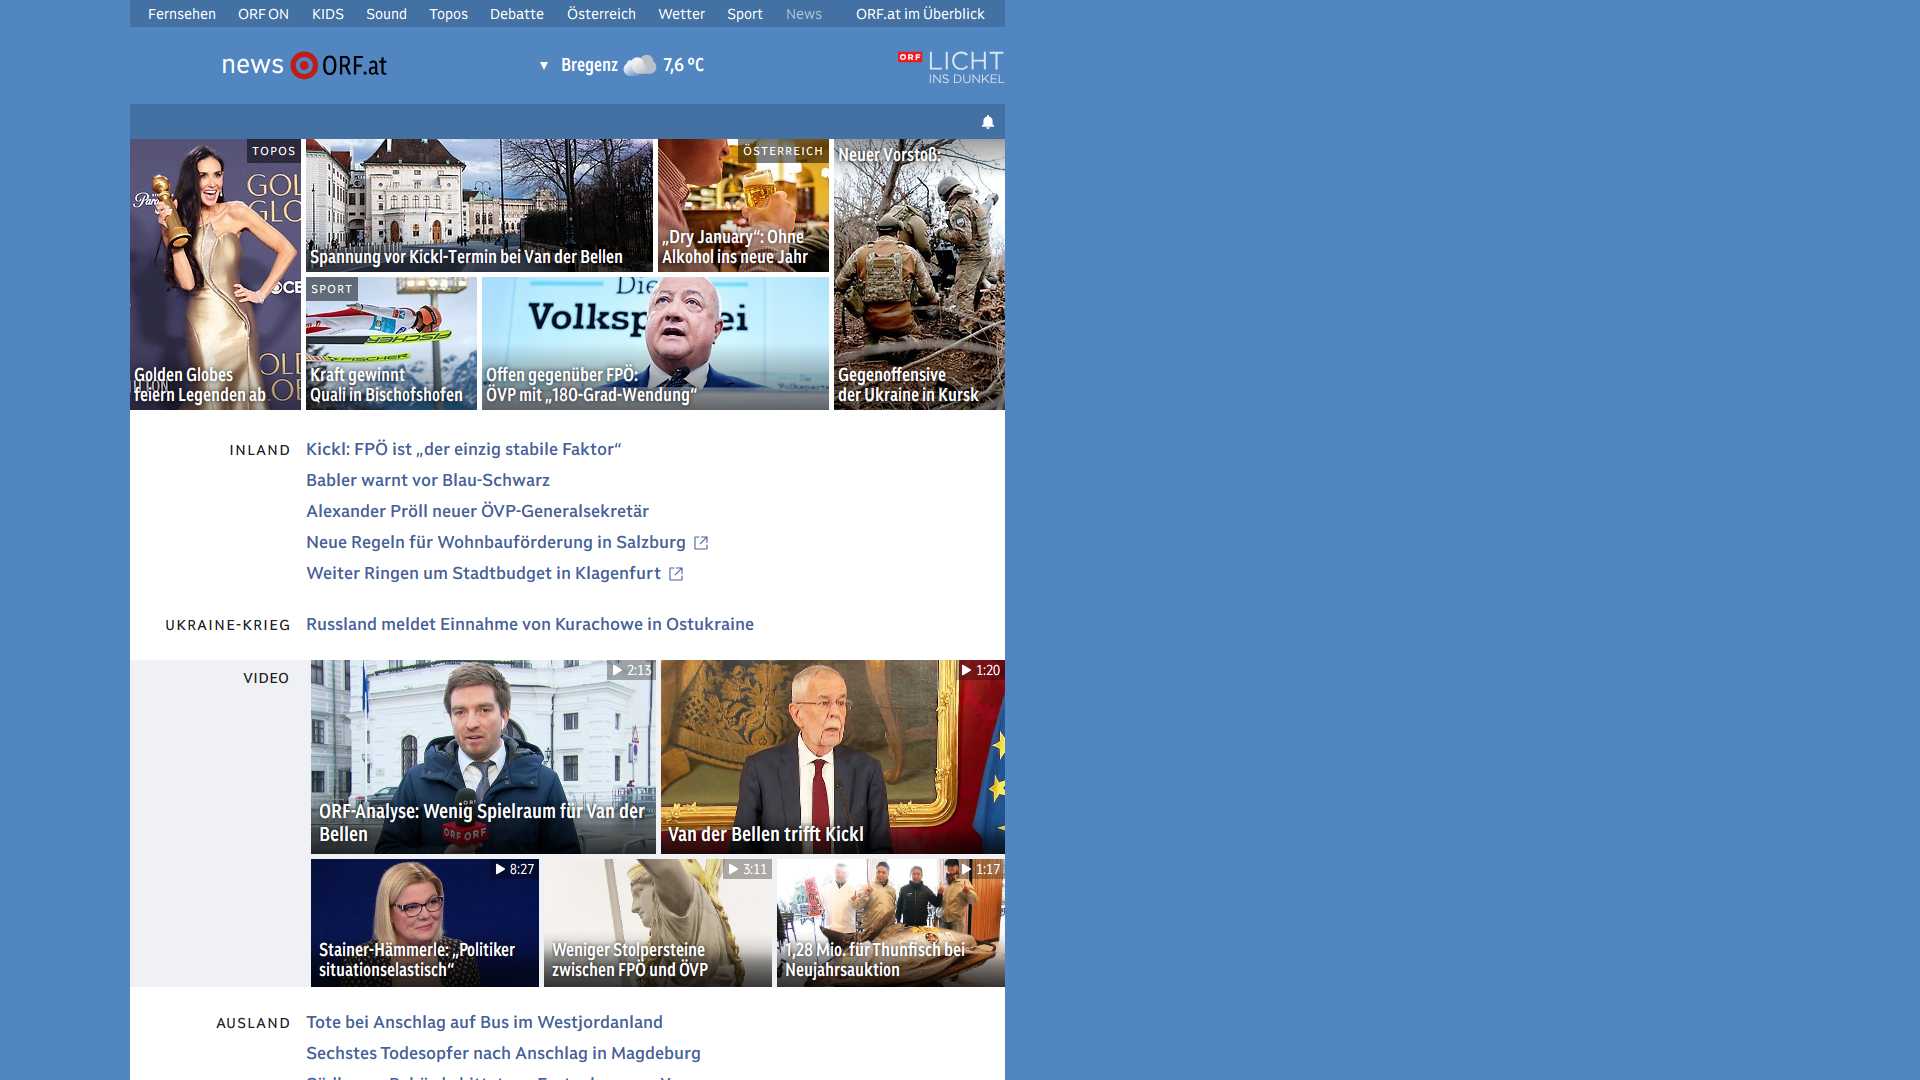 Fernsehen ORF ON KIDS Sound Topos Debatte Österreich Wetter Sport News ORF.at im Überblick
news ORF.at
Bregenz 7,6 °C
ORF LICHT
INS DUNKEL
TOPOS
GOL
GLO
Golden Globes
feiern Legenden ab
Spannung vor Kickl-Termin bei Van der Bellen
ÖSTERREICH
„Dry January“: Ohne
Alkohol ins neue Jahr
Neuer Vorstoß:
Gegenoffensive
der Ukraine in Kursk
SPORT
FISCHER
Kraft gewinnt
Quali in Bischofshofen
Die
Volksp ei
Offen gegenüber FPÖ:
ÖVP mit „180-Grad-Wendung“
INLAND
Kickl: FPÖ ist „der einzig stabile Faktor“
Babler warnt vor Blau-Schwarz
Alexander Pröll neuer ÖVP-Generalsekretär
Neue Regeln für Wohnbauförderung in Salzburg
Weiter Ringen um Stadtbudget in Klagenfurt
UKRAINE-KRIEG
Russland meldet Einnahme von Kurachowe in Ostukraine
VIDEO
2:13
ORF-Analyse: Wenig Spielraum für Van der
Bellen
ORF ORF
1:20
Van der Bellen trifft Kickl
8:27
Stainer-Hämmerle: „Politiker
situationselastisch“
3:11
Weniger Stolpersteine
zwischen FPÖ und ÖVP
1:17
1,28 Mio. für Thunfisch bei
Neujahrsauktion
AUSLAND
Tote bei Anschlag auf Bus im Westjordanland
Sechstes Todesopfer nach Anschlag in Magdeburg